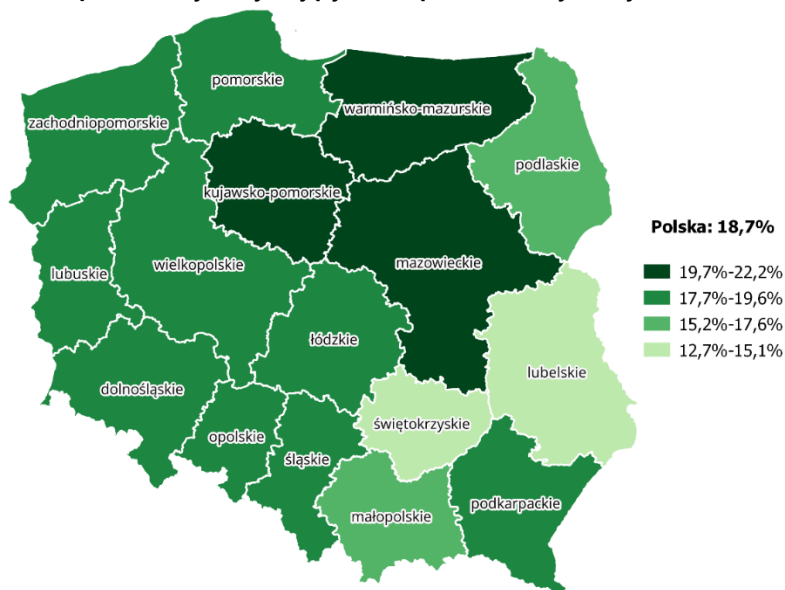 pomorskie
warmińsko-mazurskie
zachodniopomorskie
podlaskie
kujawsko-pomorskie
Polska: 18,7%
mazowieckie
wielkopolskie
lubuskie
19,7%-22,2%
17,7%-19,6%
15,2%-17,6%
12,7%-15,1%
łódzkie
lubelskie
dolnośląskie
świętokrzyskie
opolskie
śląskie
podkarpackie
małopolskie